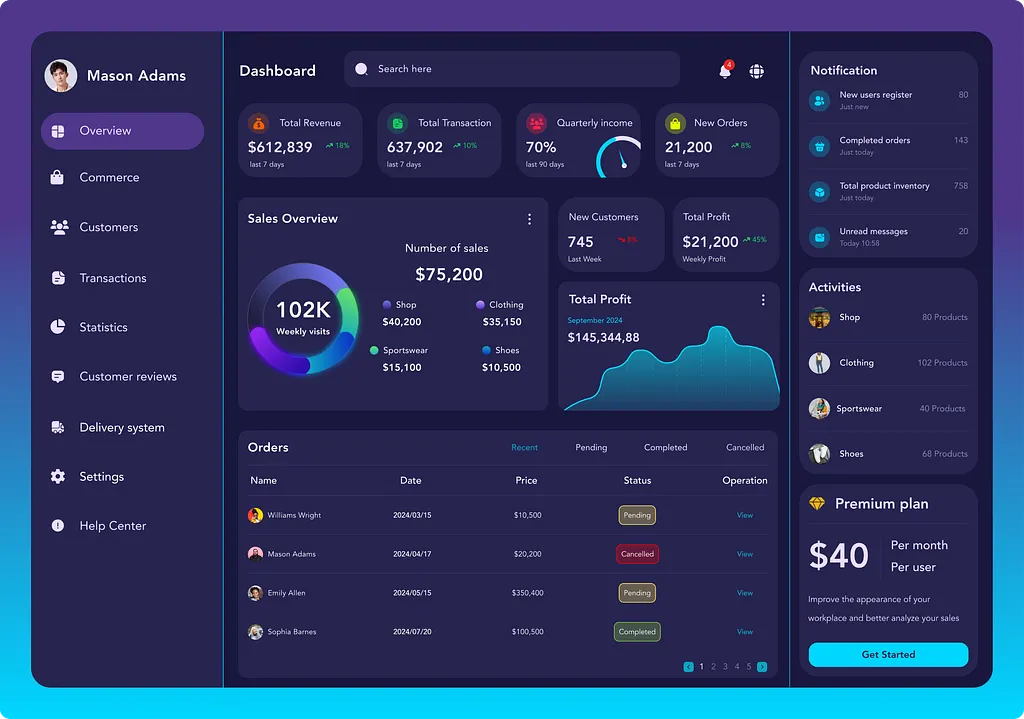 Mason Adams
Overview
Commerce
Customers
Transactions
Statistics
Customer reviews
Delivery system
Settings
Help Center
Dashboard
Search here
4
Total Revenue
$612,839
18%
last 7 days
Total Transaction
637,902
10%
last 7 days
Quarterly income
70%
last 90 days
New Orders
21,200
8%
last 7 days
Sales Overview
Number of sales
$75,200
102K
Weekly visits
Shop
$40,200
Clothing
$35,150
Sportswear
$15,100
Shoes
$10,500
New Customers
745
8%
Last Week
Total Profit
$21,200
45%
Weekly Profit
Total Profit
September 2024
$145,344,88
Orders
Recent Pending Completed Cancelled
Name Date Price Status Operation
Williams Wright 2024/03/15 $10,500 Pending View
Mason Adams 2024/04/17 $20,200 Cancelled View
Emily Allen 2024/05/15 $350,400 Pending View
Sophia Barnes 2024/07/20 $100,500 Completed View
1 2 3 4 5
Notification
New users register 80
Just now
Completed orders 143
Just today
Total product inventory 758
Just today
Unread messages 20
Today 10:58
Activities
Shop 80 Products
Clothing 102 Products
Sportswear 40 Products
Shoes 68 Products
Premium plan
$40
Per month
Per user
Improve the appearance of your
workplace and better analyze your sales
Get Started